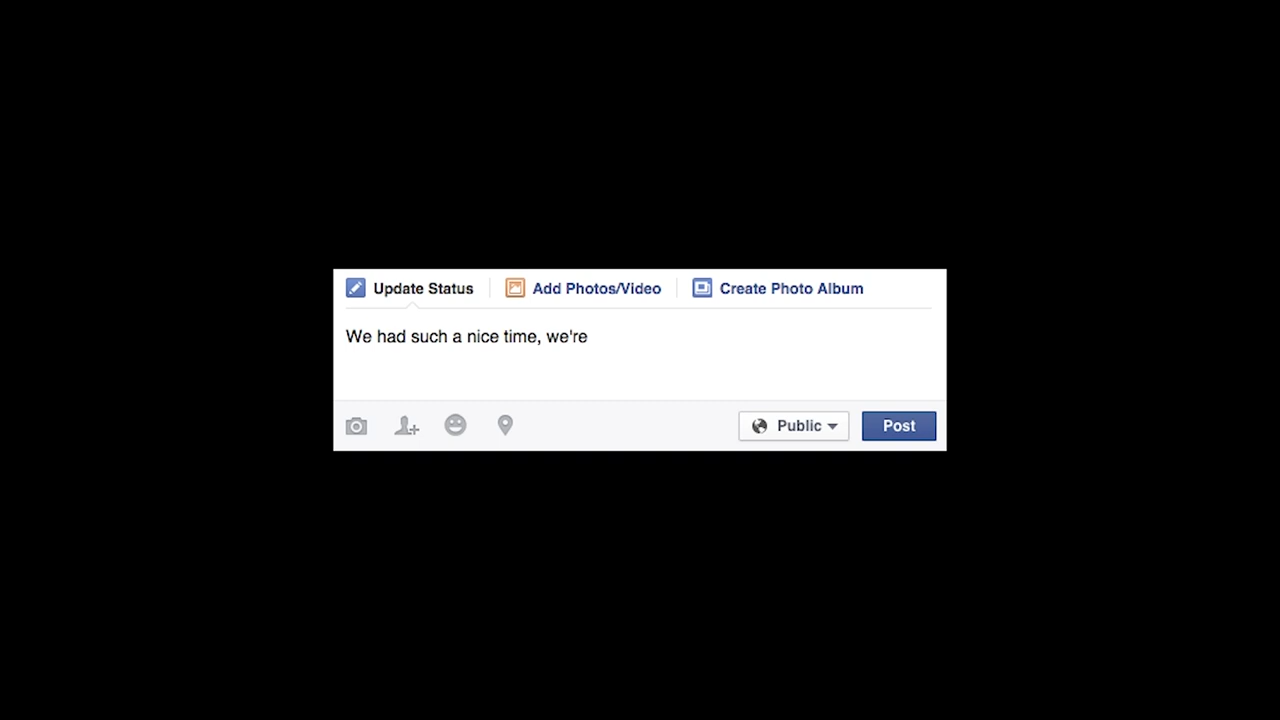 Update Status Add Photos/Video Create Photo Album
We had such a nice time, we're
Public Post